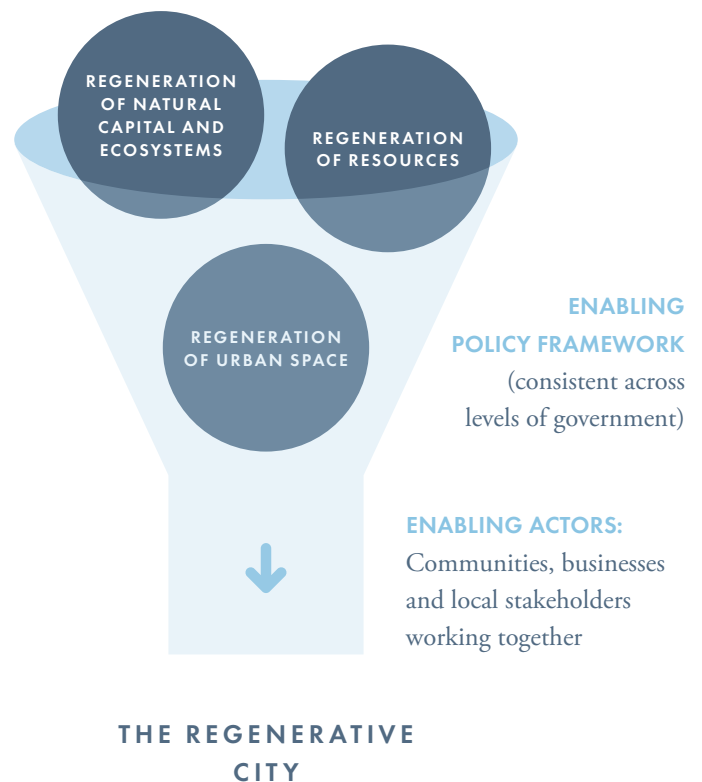 REGENERATION
OF NATURAL
CAPITAL AND
ECOSYSTEMS
REGENERATION
OF RESOURCES
REGENERATION
OF URBAN SPACE
ENABLING
POLICY FRAMEWORK
(consistent across
levels of government)
ENABLING ACTORS:
Communities, businesses
and local stakeholders
working together
THE REGENERATIVE
CITY